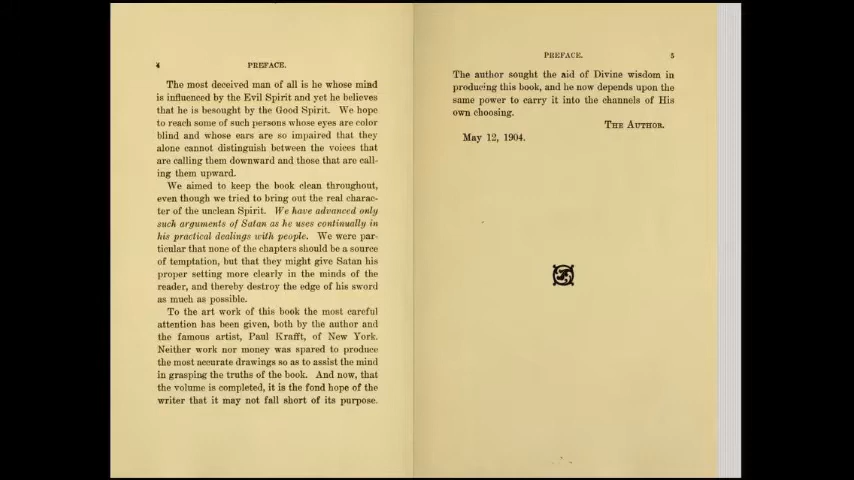 4 PREFACE.
The most deceived man of all is he whose mind
is influenced by the Evil Spirit and yet he believes
that he is besought by the Good Spirit. We hope
to reach some of such persons whose eyes are color
blind and whose ears are so impaired that they
alone cannot distinguish between the voices that
are calling them downward and those that are call-
ing them upward.
We aimed to keep the book clean throughout,
even though we tried to bring out the real charac-
ter of the unclean Spirit. We have advanced only
such arguments of Satan as he uses continually in
his practical dealings with people. We were par-
ticular that none of the chapters should be a source
of temptation, but that they might give Satan his
proper setting more clearly in the minds of the
reader, and thereby destroy the edge of his sword
as much as possible.
To the art work of this book the most careful
attention has been given, both by the author and
the famous artist, Paul Krafft, of New York.
Neither work nor money was spared to produce
the most accurate drawings so as to assist the mind
in grasping the truths of the book. And now, that
the volume is completed, it is the fond hope of the
writer that it may not fall short of its purpose.
PREFACE. 5
The author sought the aid of Divine wisdom in
producing this book, and he now depends upon the
same power to carry it into the channels of His
own choosing.
THE AUTHOR.
May 12, 1904.